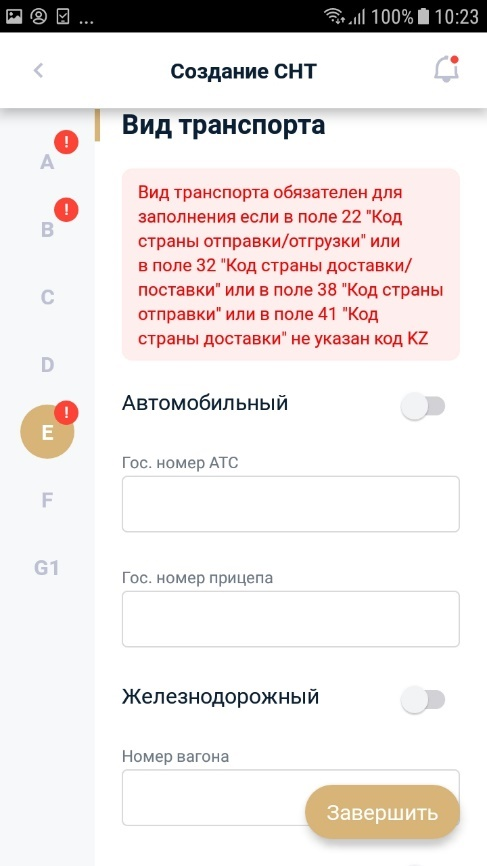 ... 100% 10:23
Создание СНТ
Вид транспорта
A !
B !
C
D
E !
F
G1
Вид транспорта обязателен для
заполнения если в поле 22 "Код
страны отправки/отгрузки" или
в поле 32 "Код страны доставки/
поставки" или в поле 38 "Код страны
отправки" или в поле 41 "Код
страны доставки" не указан код KZ
Автомобильный
Гос. номер АТС
Гос. номер прицепа
Железнодорожный
Номер вагона
Завершить